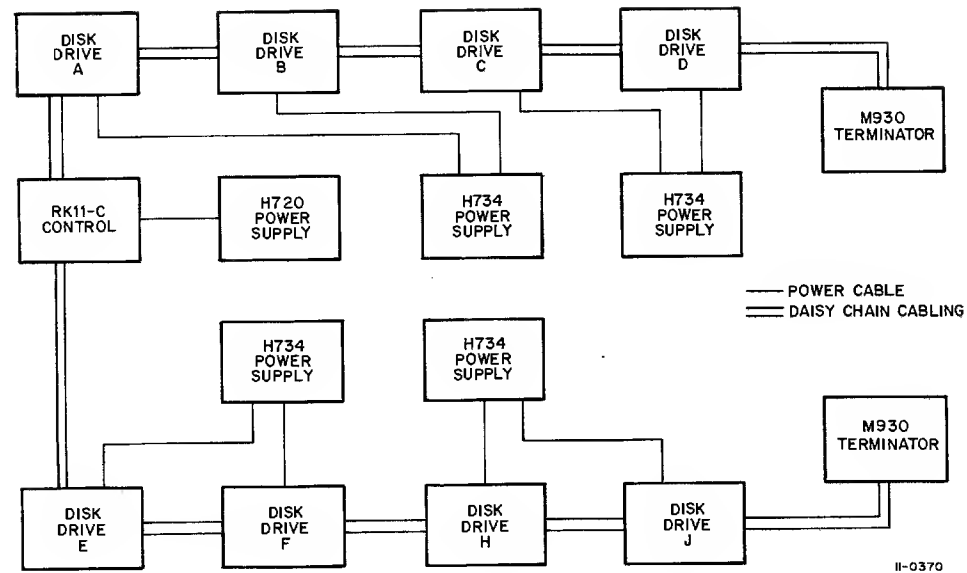 DISK
DRIVE
A
DISK
DRIVE
B
DISK
DRIVE
C
DISK
DRIVE
D
M930
TERMINATOR
RK11-C
CONTROL
H720
POWER
SUPPLY
H734
POWER
SUPPLY
H734
POWER
SUPPLY
POWER CABLE
DAISY CHAIN CABLING
H734
POWER
SUPPLY
H734
POWER
SUPPLY
M930
TERMINATOR
DISK
DRIVE
E
DISK
DRIVE
F
DISK
DRIVE
H
DISK
DRIVE
J
11-0370